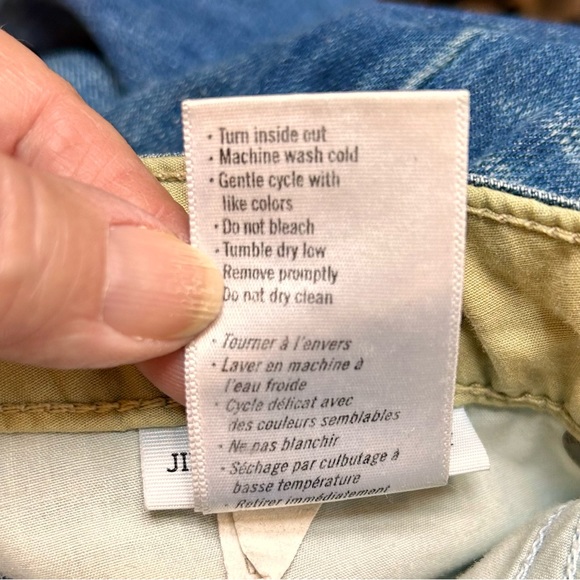 • Turn inside out
• Machine wash cold
• Gentle cycle with
like colors
• Do not bleach
• Tumble dry low
Remove promptly
Do not dry clean
• Tourner à l'envers
• Laver en machine à
l'eau froide
• Cycle délicat avec
des couleurs semblables
• Ne pas blanchir
• Séchage par culbutage à
basse température
• Retirer immédiatement
JI